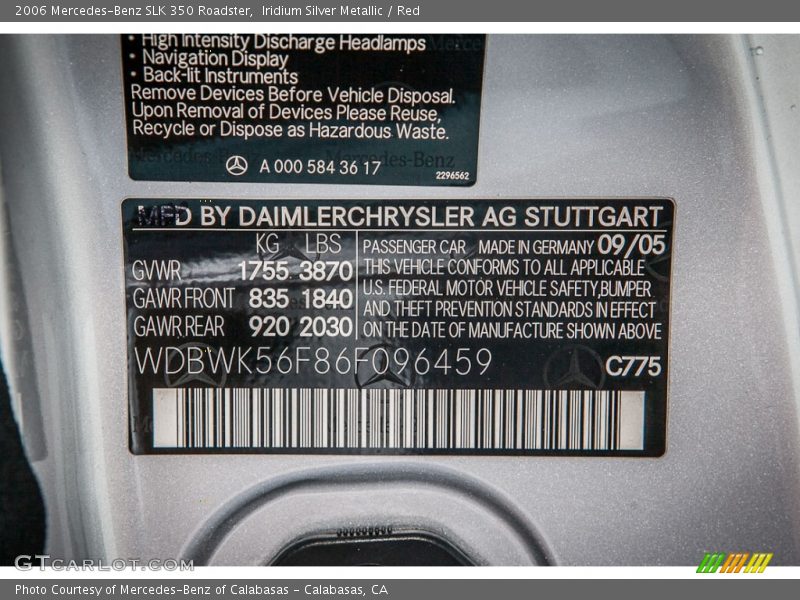 2006 Mercedes-Benz SLK 350 Roadster,  Iridium Silver Metallic / Red
• High Intensity Discharge Headlamps
• Navigation Display
• Back-lit Instruments
Remove Devices Before Vehicle Disposal.
Upon Removal of Devices Please Reuse,
Recycle or Dispose as Hazardous Waste.
A 000 584 36 17
2296562
MFD BY DAIMLERCHRYSLER AG STUTTGART
KG LBS
GVWR 1755 3870
GAWR FRONT 835 1840
GAWR REAR 920 2030
PASSENGER CAR MADE IN GERMANY 09/05
THIS VEHICLE CONFORMS TO ALL APPLICABLE
U.S. FEDERAL MOTOR VEHICLE SAFETY,BUMPER
AND THEFT PREVENTION STANDARDS IN EFFECT
ON THE DATE OF MANUFACTURE SHOWN ABOVE
WDBWK56F86F096459
C775
GTCARLOT.COM
Photo Courtesy of Mercedes-Benz of Calabasas - Calabasas, CA